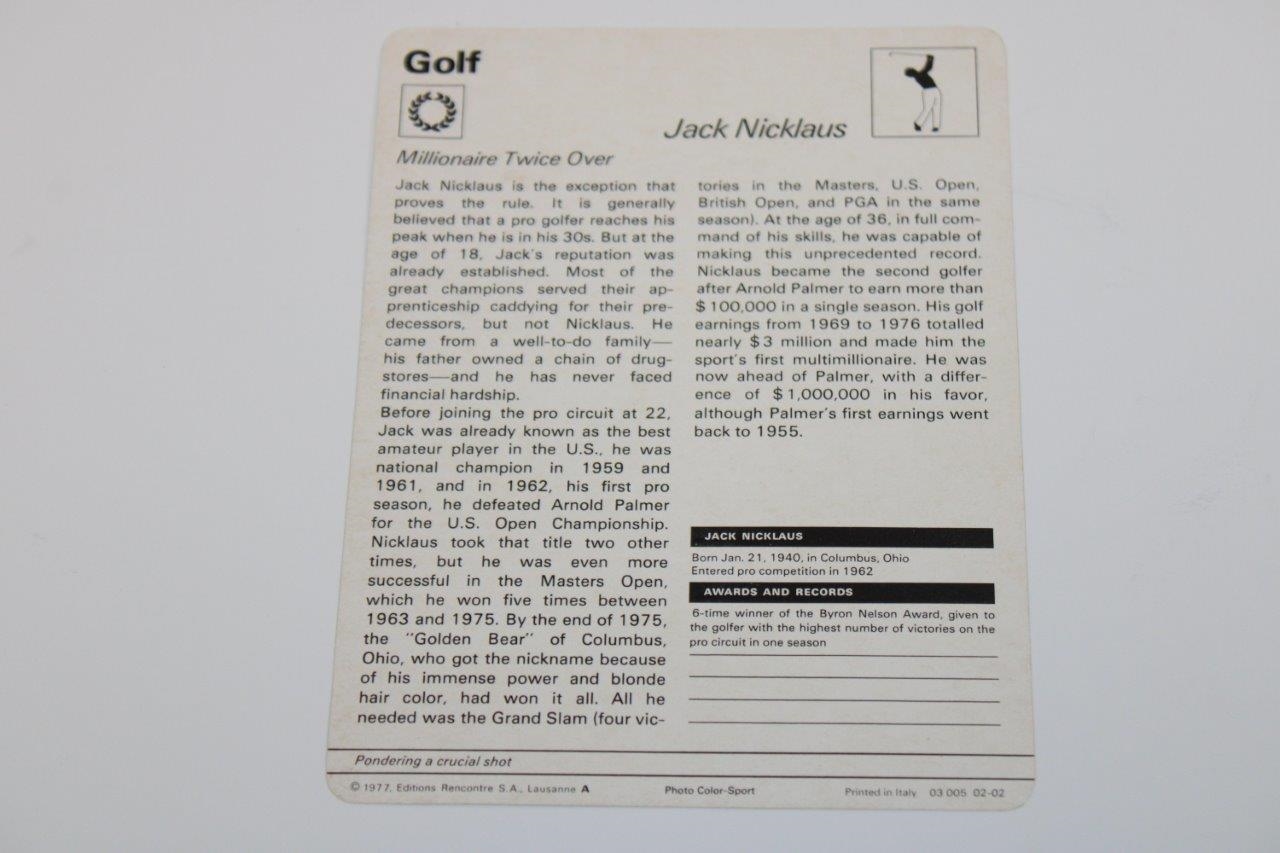 Golf
Jack Nicklaus
Millionaire Twice Over
Jack Nicklaus is the exception that
proves the rule. It is generally
believed that a pro golfer reaches his
peak when he is in his 30s. But at the
age of 18, Jack's reputation was
already established. Most of the
great champions served their ap-
prenticeship caddying for their pre-
decessors, but not Nicklaus. He
came from a well-to-do family—
his father owned a chain of drug-
stores—and he has never faced
financial hardship.
Before joining the pro circuit at 22,
Jack was already known as the best
amateur player in the U.S., he was
national champion in 1959 and
1961, and in 1962, his first pro
season, he defeated Arnold Palmer
for the U.S. Open Championship.
Nicklaus took that title two other
times, but he was even more
successful in the Masters Open,
which he won five times between
1963 and 1975. By the end of 1975,
the "Golden Bear" of Columbus,
Ohio, who got the nickname because
of his immense power and blonde
hair color, had won it all. All he
needed was the Grand Slam (four vic-
tories in the Masters, U.S. Open,
British Open, and PGA in the same
season). At the age of 36, in full com-
mand of his skills, he was capable of
making this unprecedented record.
Nicklaus became the second golfer
after Arnold Palmer to earn more than
$100,000 in a single season. His golf
earnings from 1969 to 1976 totalled
nearly $3 million and made him the
sport's first multimillionaire. He was
now ahead of Palmer, with a differ-
ence of $1,000,000 in his favor,
although Palmer's first earnings went
back to 1955.
JACK NICKLAUS
Born Jan. 21, 1940, in Columbus, Ohio
Entered pro competition in 1962
AWARDS AND RECORDS
6-time winner of the Byron Nelson Award, given to
the golfer with the highest number of victories on the
pro circuit in one season
Pondering a crucial shot
© 1977, Editions Rencontre S.A., Lausanne A
Photo Color-Sport
Printed in Italy 03 005 02-02